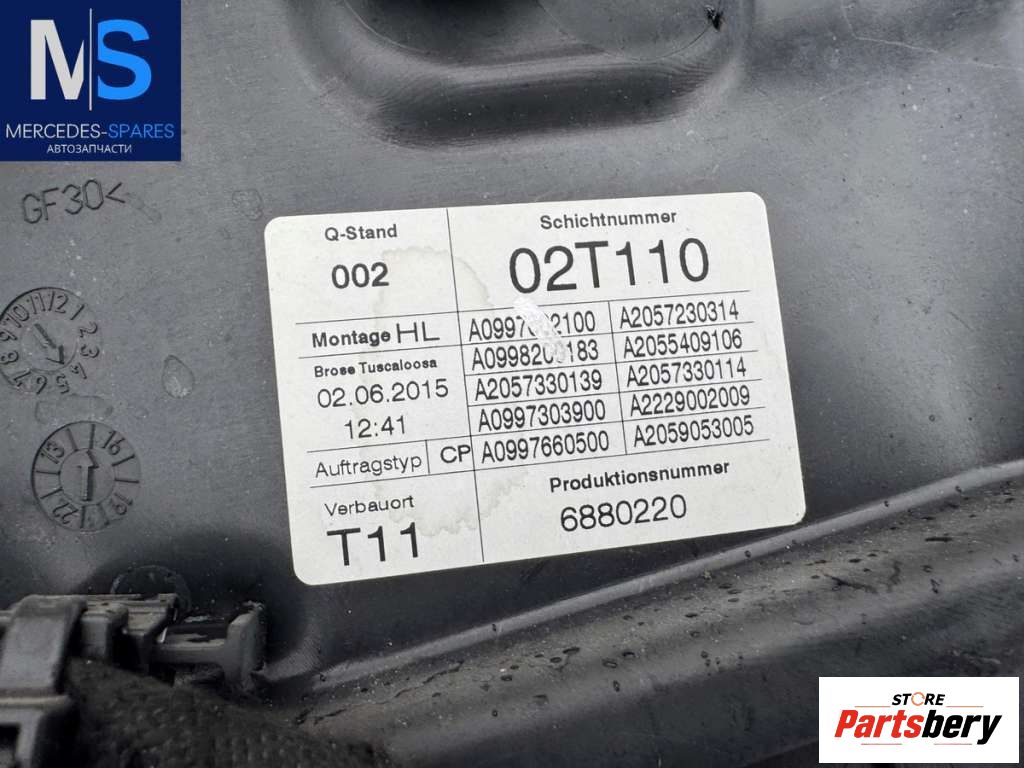 MS
MERCEDES-SPARES
АВТОЗАПЧАСТИ
GF30<
Q-Stand
002
Schichtnummer
02T110
Montage HL
Brose Tuscaloosa
02.06.2015
12:41
Auftragstyp CP
A2057330139
A0997303900
A0997660500
A2057230314
A2055409106
A2057330114
A2229002009
A2059053005
Verbauort
T11
Produktionsnummer
6880220
STORE
Partsbery